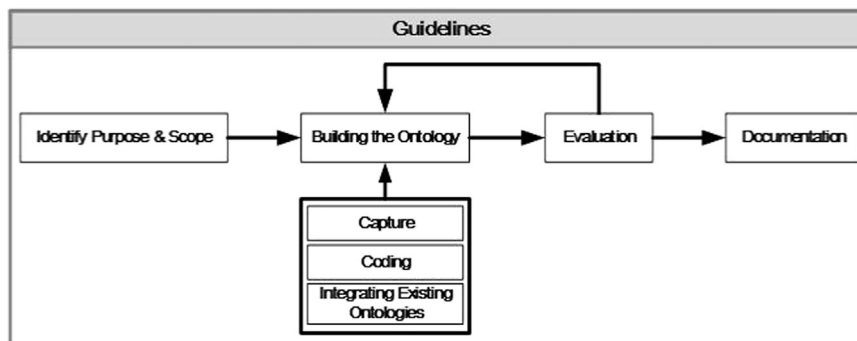 Guidelines
Identify Purpose & Scope
Building the Ontology
Evaluation
Documentation
Capture
Coding
Integrating Existing
Ontologies